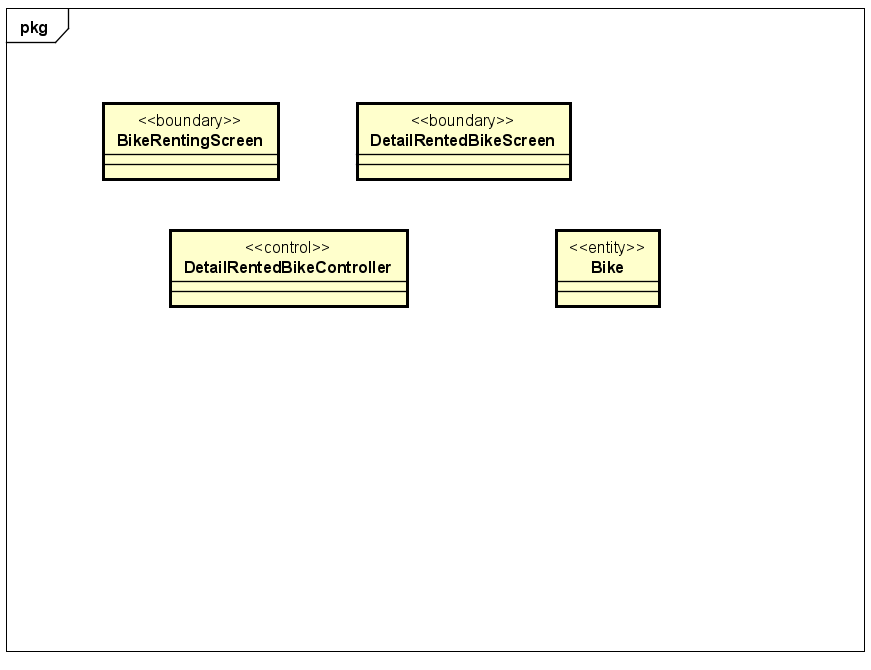 pkg
<<boundary>>
BikeRentingScreen
<<boundary>>
DetailRentedBikeScreen
<<control>>
DetailRentedBikeController
<<entity>>
Bike